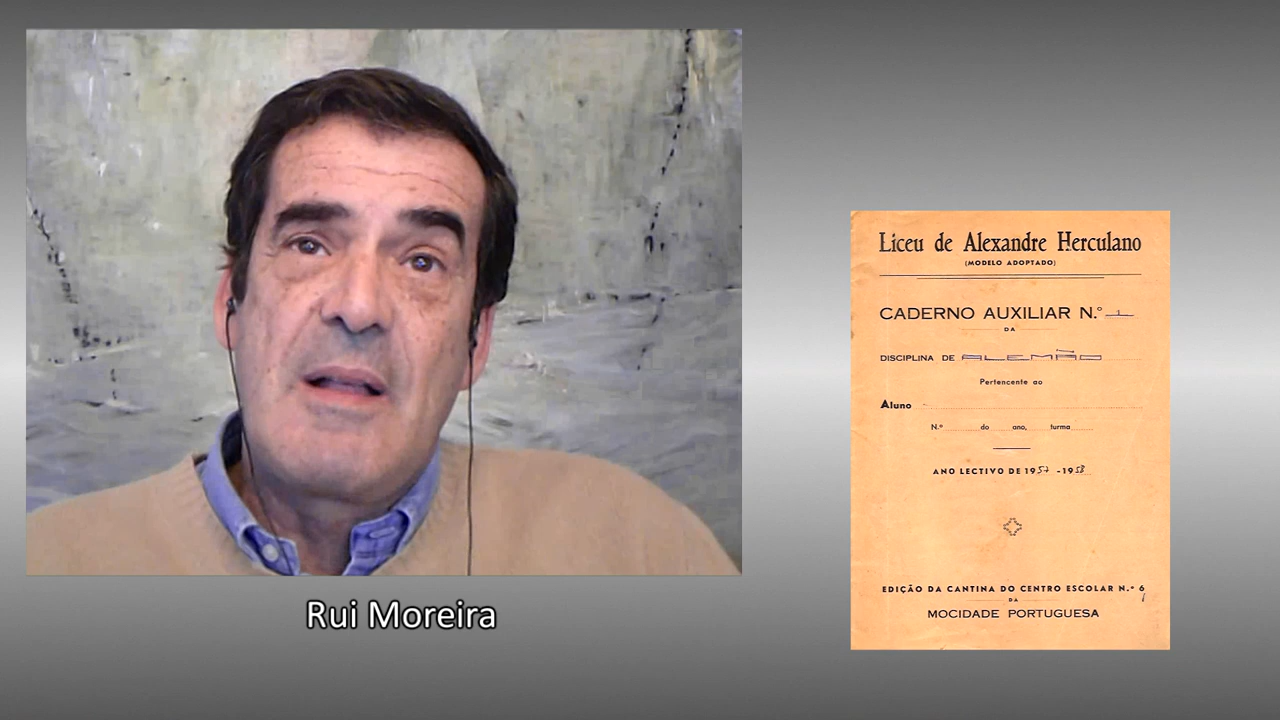 Rui Moreira
Liceu de Alexandre Herculano
(MODELO ADOPTADO)
CADERNO AUXILIAR N.º 1
DA
DISCIPLINA DE ALEMÃO
Pertencente ao
Aluno
N.º do ano, turma
ANO LECTIVO DE 1957 - 1958
EDIÇÃO DA CANTINA DO CENTRO ESCOLAR N.º 6
DA
MOCIDADE PORTUGUESA